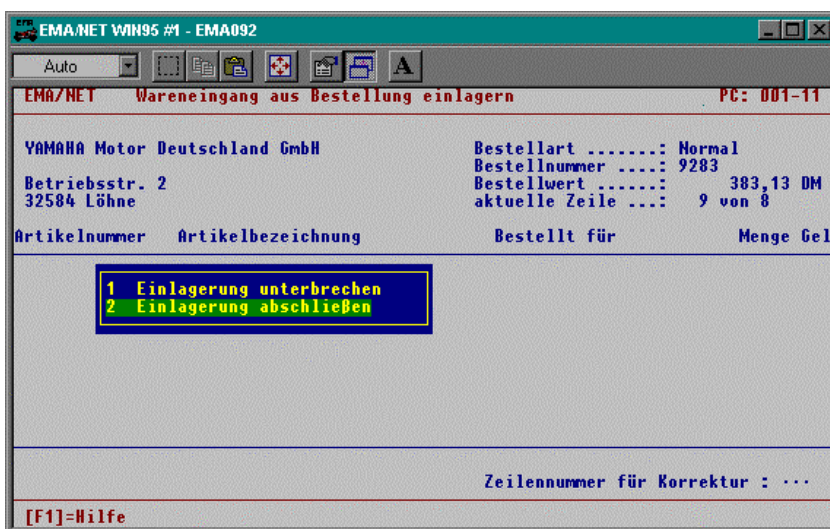 EMA/NET WIN95 #1 - EMA092
Auto
A
EMA/NET Wareneingang aus Bestellung einlagern PC: 001-11
YAMAHA Motor Deutschland GmbH Bestellart .......: Normal
Bestellnummer ....: 9283
Betriebsstr. 2 Bestellwert ......: 383,13 DM
32584 Löhne aktuelle Zeile ...: 9 von 8
Artikelnummer Artikelbezeichnung Bestellt für Menge Gel
1 Einlagerung unterbrechen
2 Einlagerung abschließen
Zeilennummer für Korrektur : ...
[F1]=Hilfe